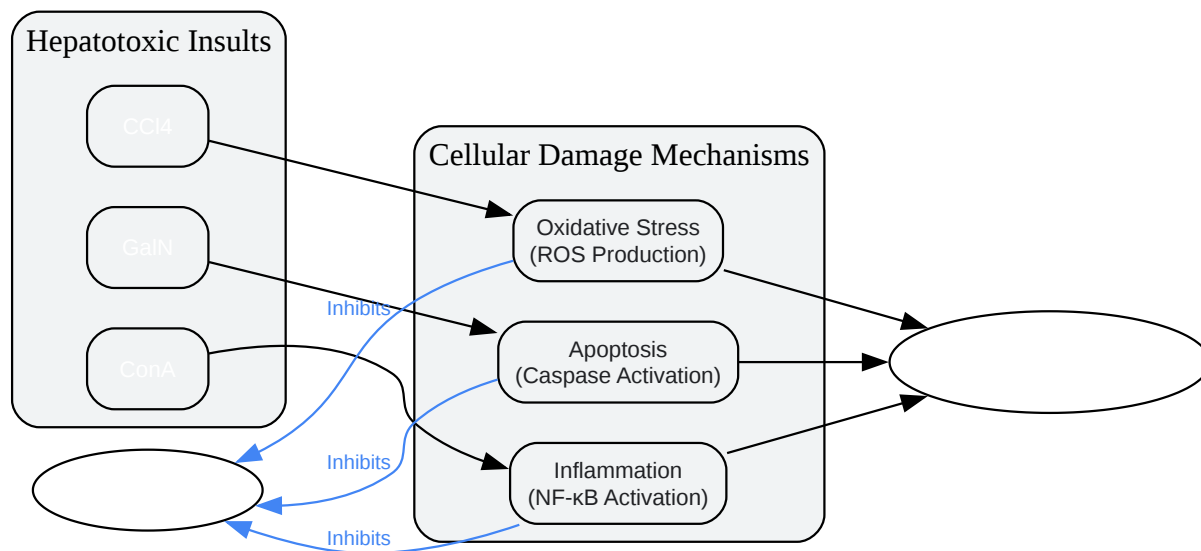 Hepatotoxic Insults
CCl4
GalN
ConA
Cellular Damage Mechanisms
Oxidative Stress
(ROS Production)
Apoptosis
(Caspase Activation)
Inflammation
(NF-κB Activation)
Inhibits
Inhibits
Inhibits